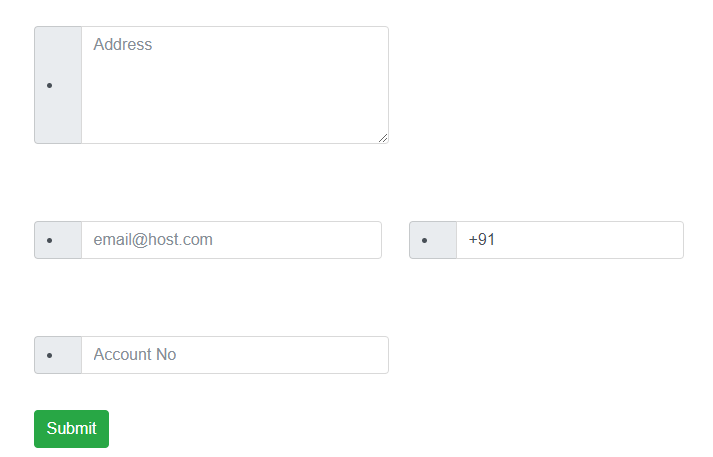 Address
email@host.com
+91
Account No
Submit